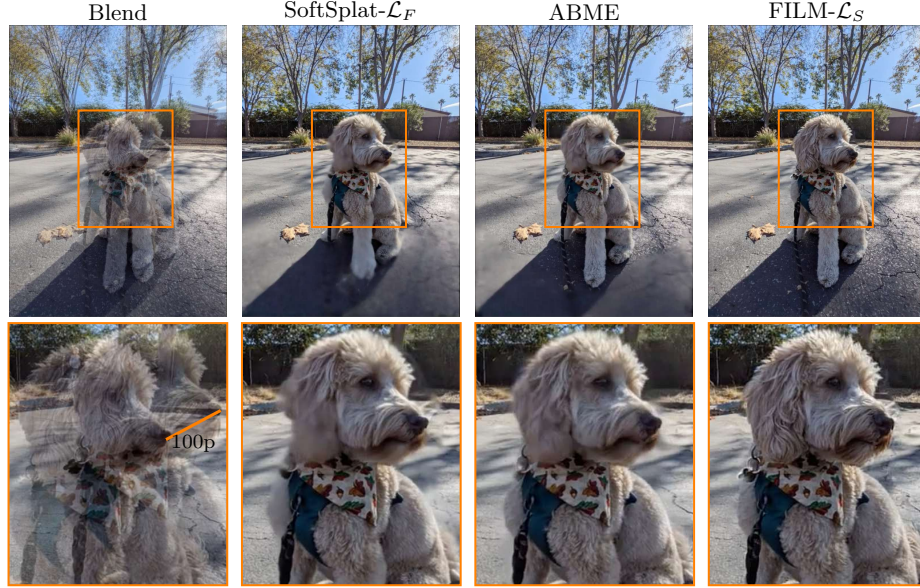 Blend
SoftSplat-$\mathcal{L}_F$
ABME
FILM-$\mathcal{L}_S$
100p